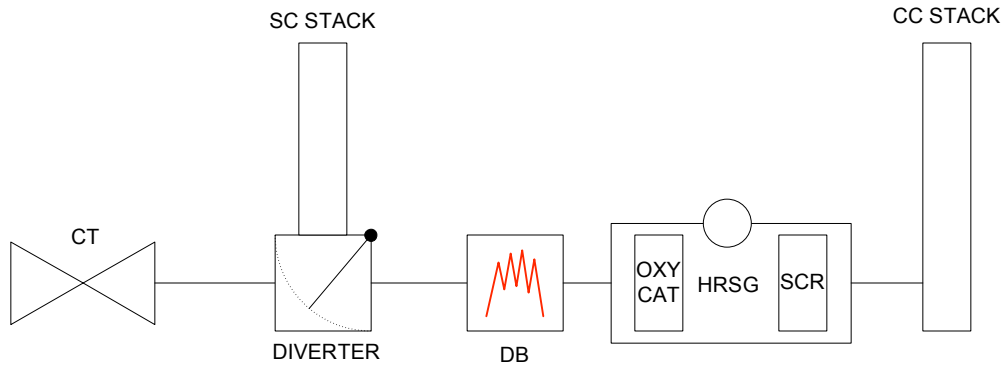 SC STACK
CC STACK
CT
OXY
CAT
HRSG
SCR
DIVERTER
DB